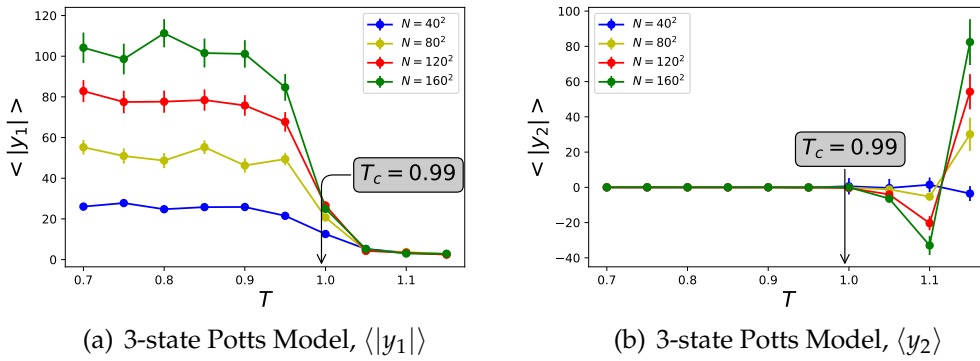 < |y₁| >
120
100
80
60
40
20
0
N = 40²
N = 80²
N = 120²
N = 160²
T_c = 0.99
0.7 0.8 0.9 1.0 1.1
T
(a) 3-state Potts Model, ⟨|y₁|⟩
< |y₂| >
100
80
60
40
20
0
−20
−40
N = 40²
N = 80²
N = 120²
N = 160²
T_c = 0.99
0.7 0.8 0.9 1.0 1.1
T
(b) 3-state Potts Model, ⟨y₂⟩